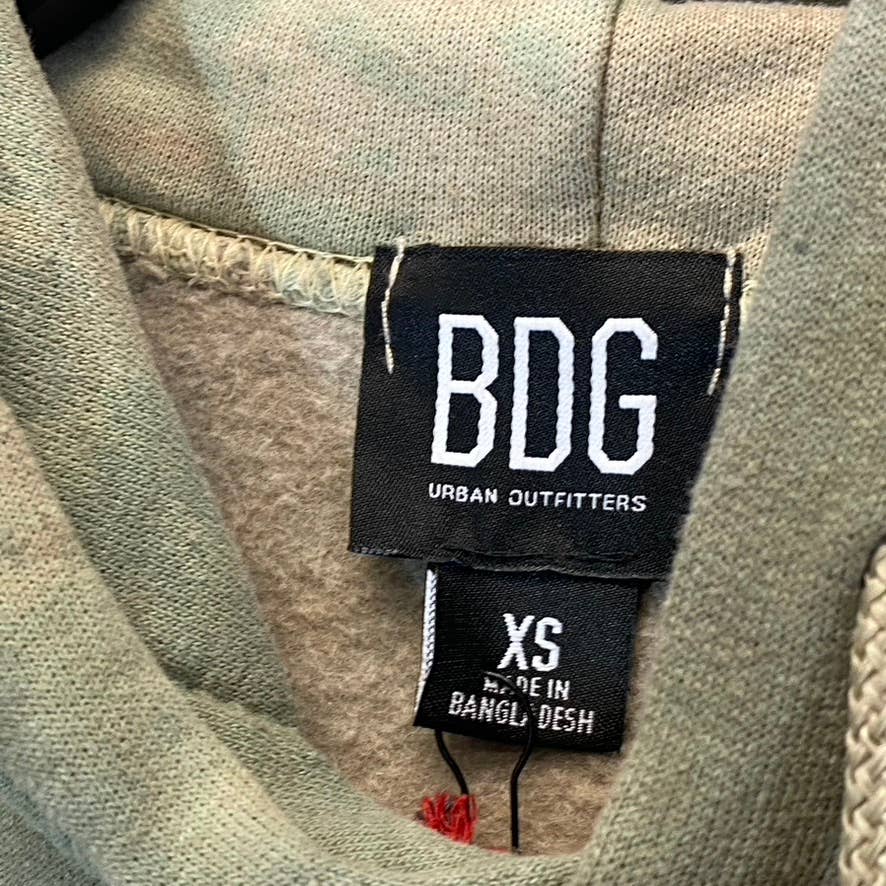 BDG
URBAN OUTFITTERS
XS
MADE IN
BANGLADESH